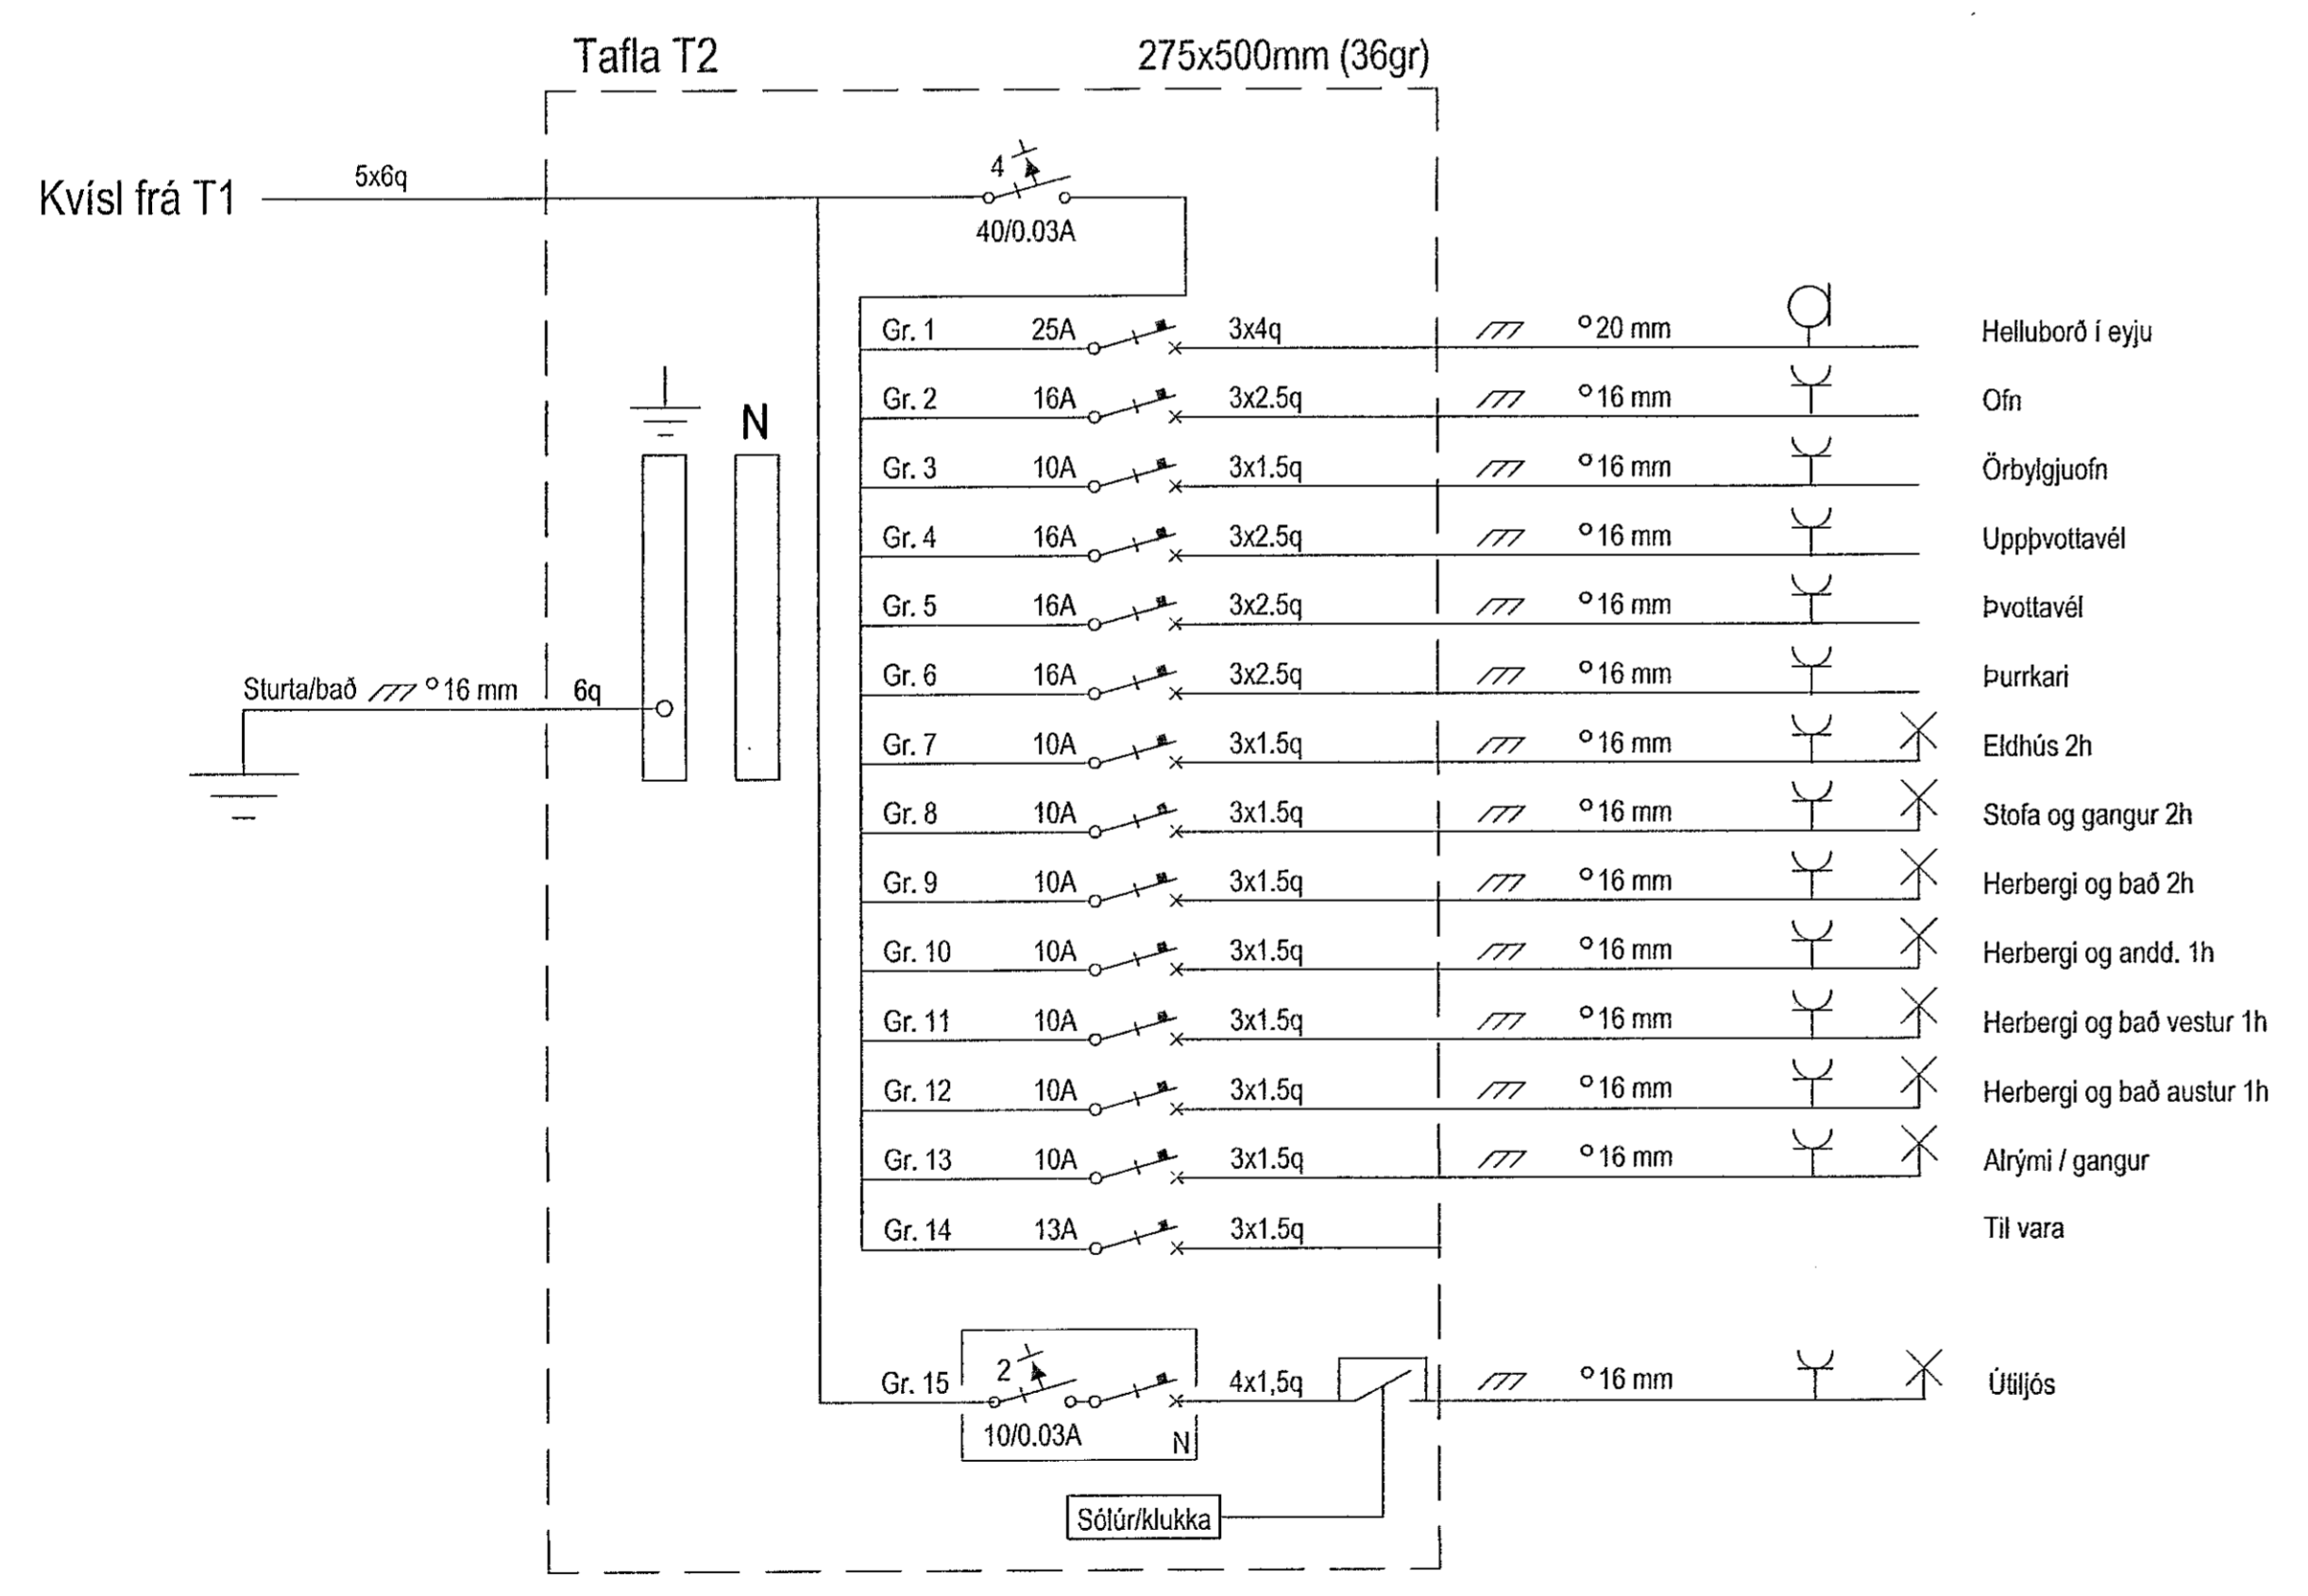 Tafla T2 275x500mm (36gr)
Kvísl frá T1 5x6q
4
40/0.03A
N
Sturta/bað 16 mm 6q
Gr. 1 25A 3x4q 20 mm Helluborð í eyju
Gr. 2 16A 3x2.5q 16 mm Ofn
Gr. 3 10A 3x1.5q 16 mm Örbylgjuofn
Gr. 4 16A 3x2.5q 16 mm Uppþvottavél
Gr. 5 16A 3x2.5q 16 mm Þvottavél
Gr. 6 16A 3x2.5q 16 mm Þurrkari
Gr. 7 10A 3x1.5q 16 mm Eldhús 2h
Gr. 8 10A 3x1.5q 16 mm Stofa og gangur 2h
Gr. 9 10A 3x1.5q 16 mm Herbergi og bað 2h
Gr. 10 10A 3x1.5q 16 mm Herbergi og andd. 1h
Gr. 11 10A 3x1.5q 16 mm Herbergi og bað vestur 1h
Gr. 12 10A 3x1.5q 16 mm Herbergi og bað austur 1h
Gr. 13 10A 3x1.5q 16 mm Alrými / gangur
Gr. 14 13A 3x1.5q Til vara
Gr. 15 2 4x1,5q 16 mm Útiljós
10/0.03A N
Sólúr/klukka